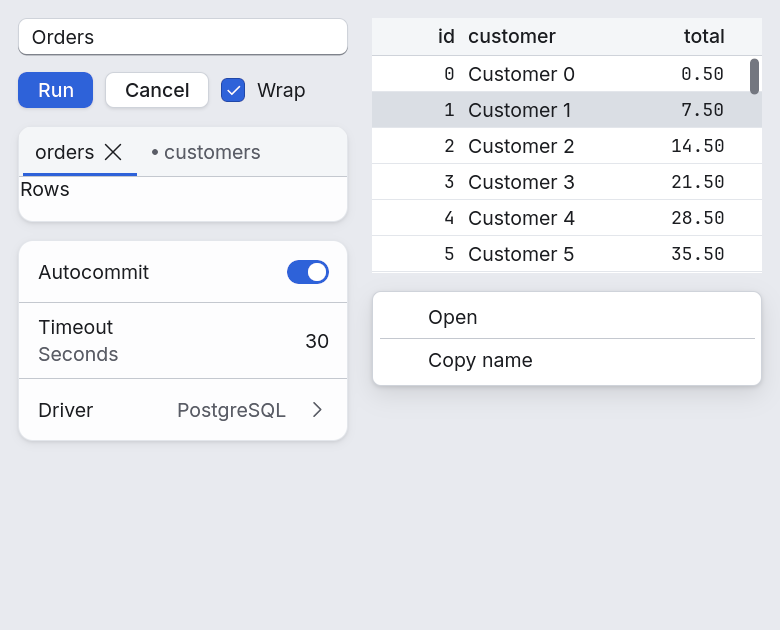 Orders
Run Cancel Wrap
orders • customers
Rows
Autocommit
Timeout
Seconds
30
Driver PostgreSQL
id customer total
0 Customer 0 0.50
1 Customer 1 7.50
2 Customer 2 14.50
3 Customer 3 21.50
4 Customer 4 28.50
5 Customer 5 35.50
Open
Copy name